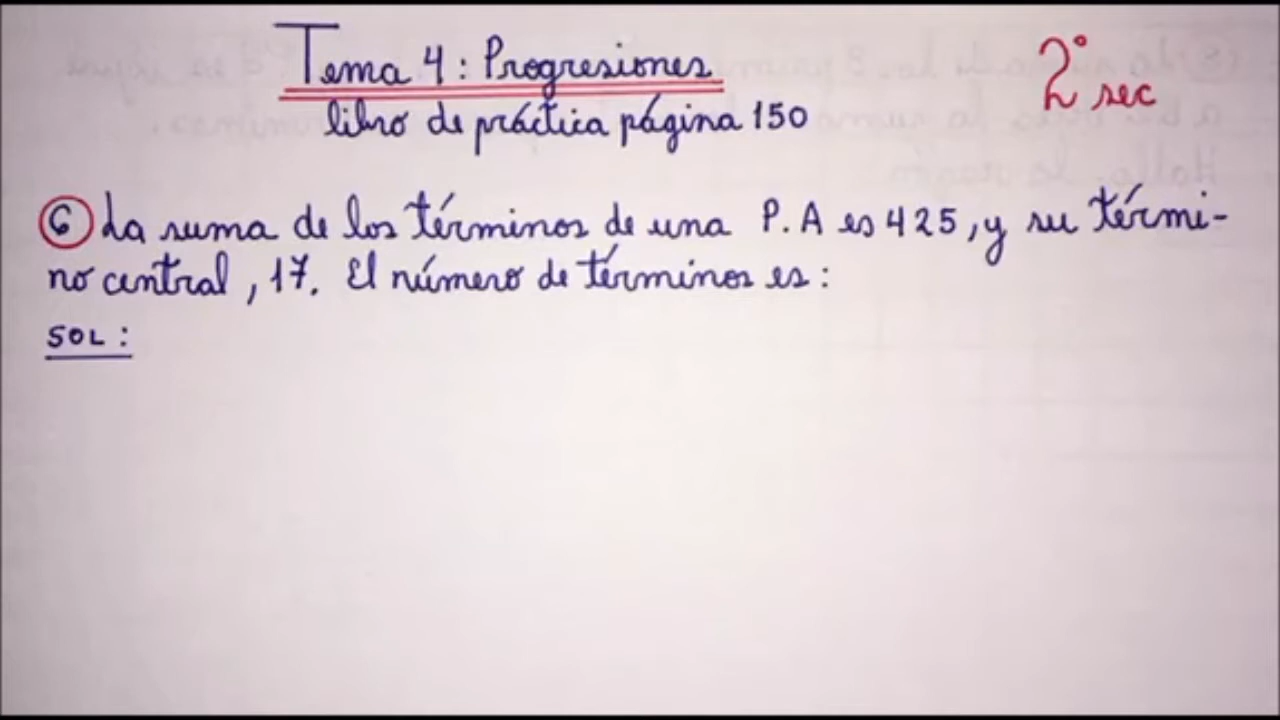 Tema 4: Progresiones
2° sec
libro de práctica página 150
6 La suma de los términos de una P.A es 425, y su térmi-
no central, 17. El número de términos es:
SOL: